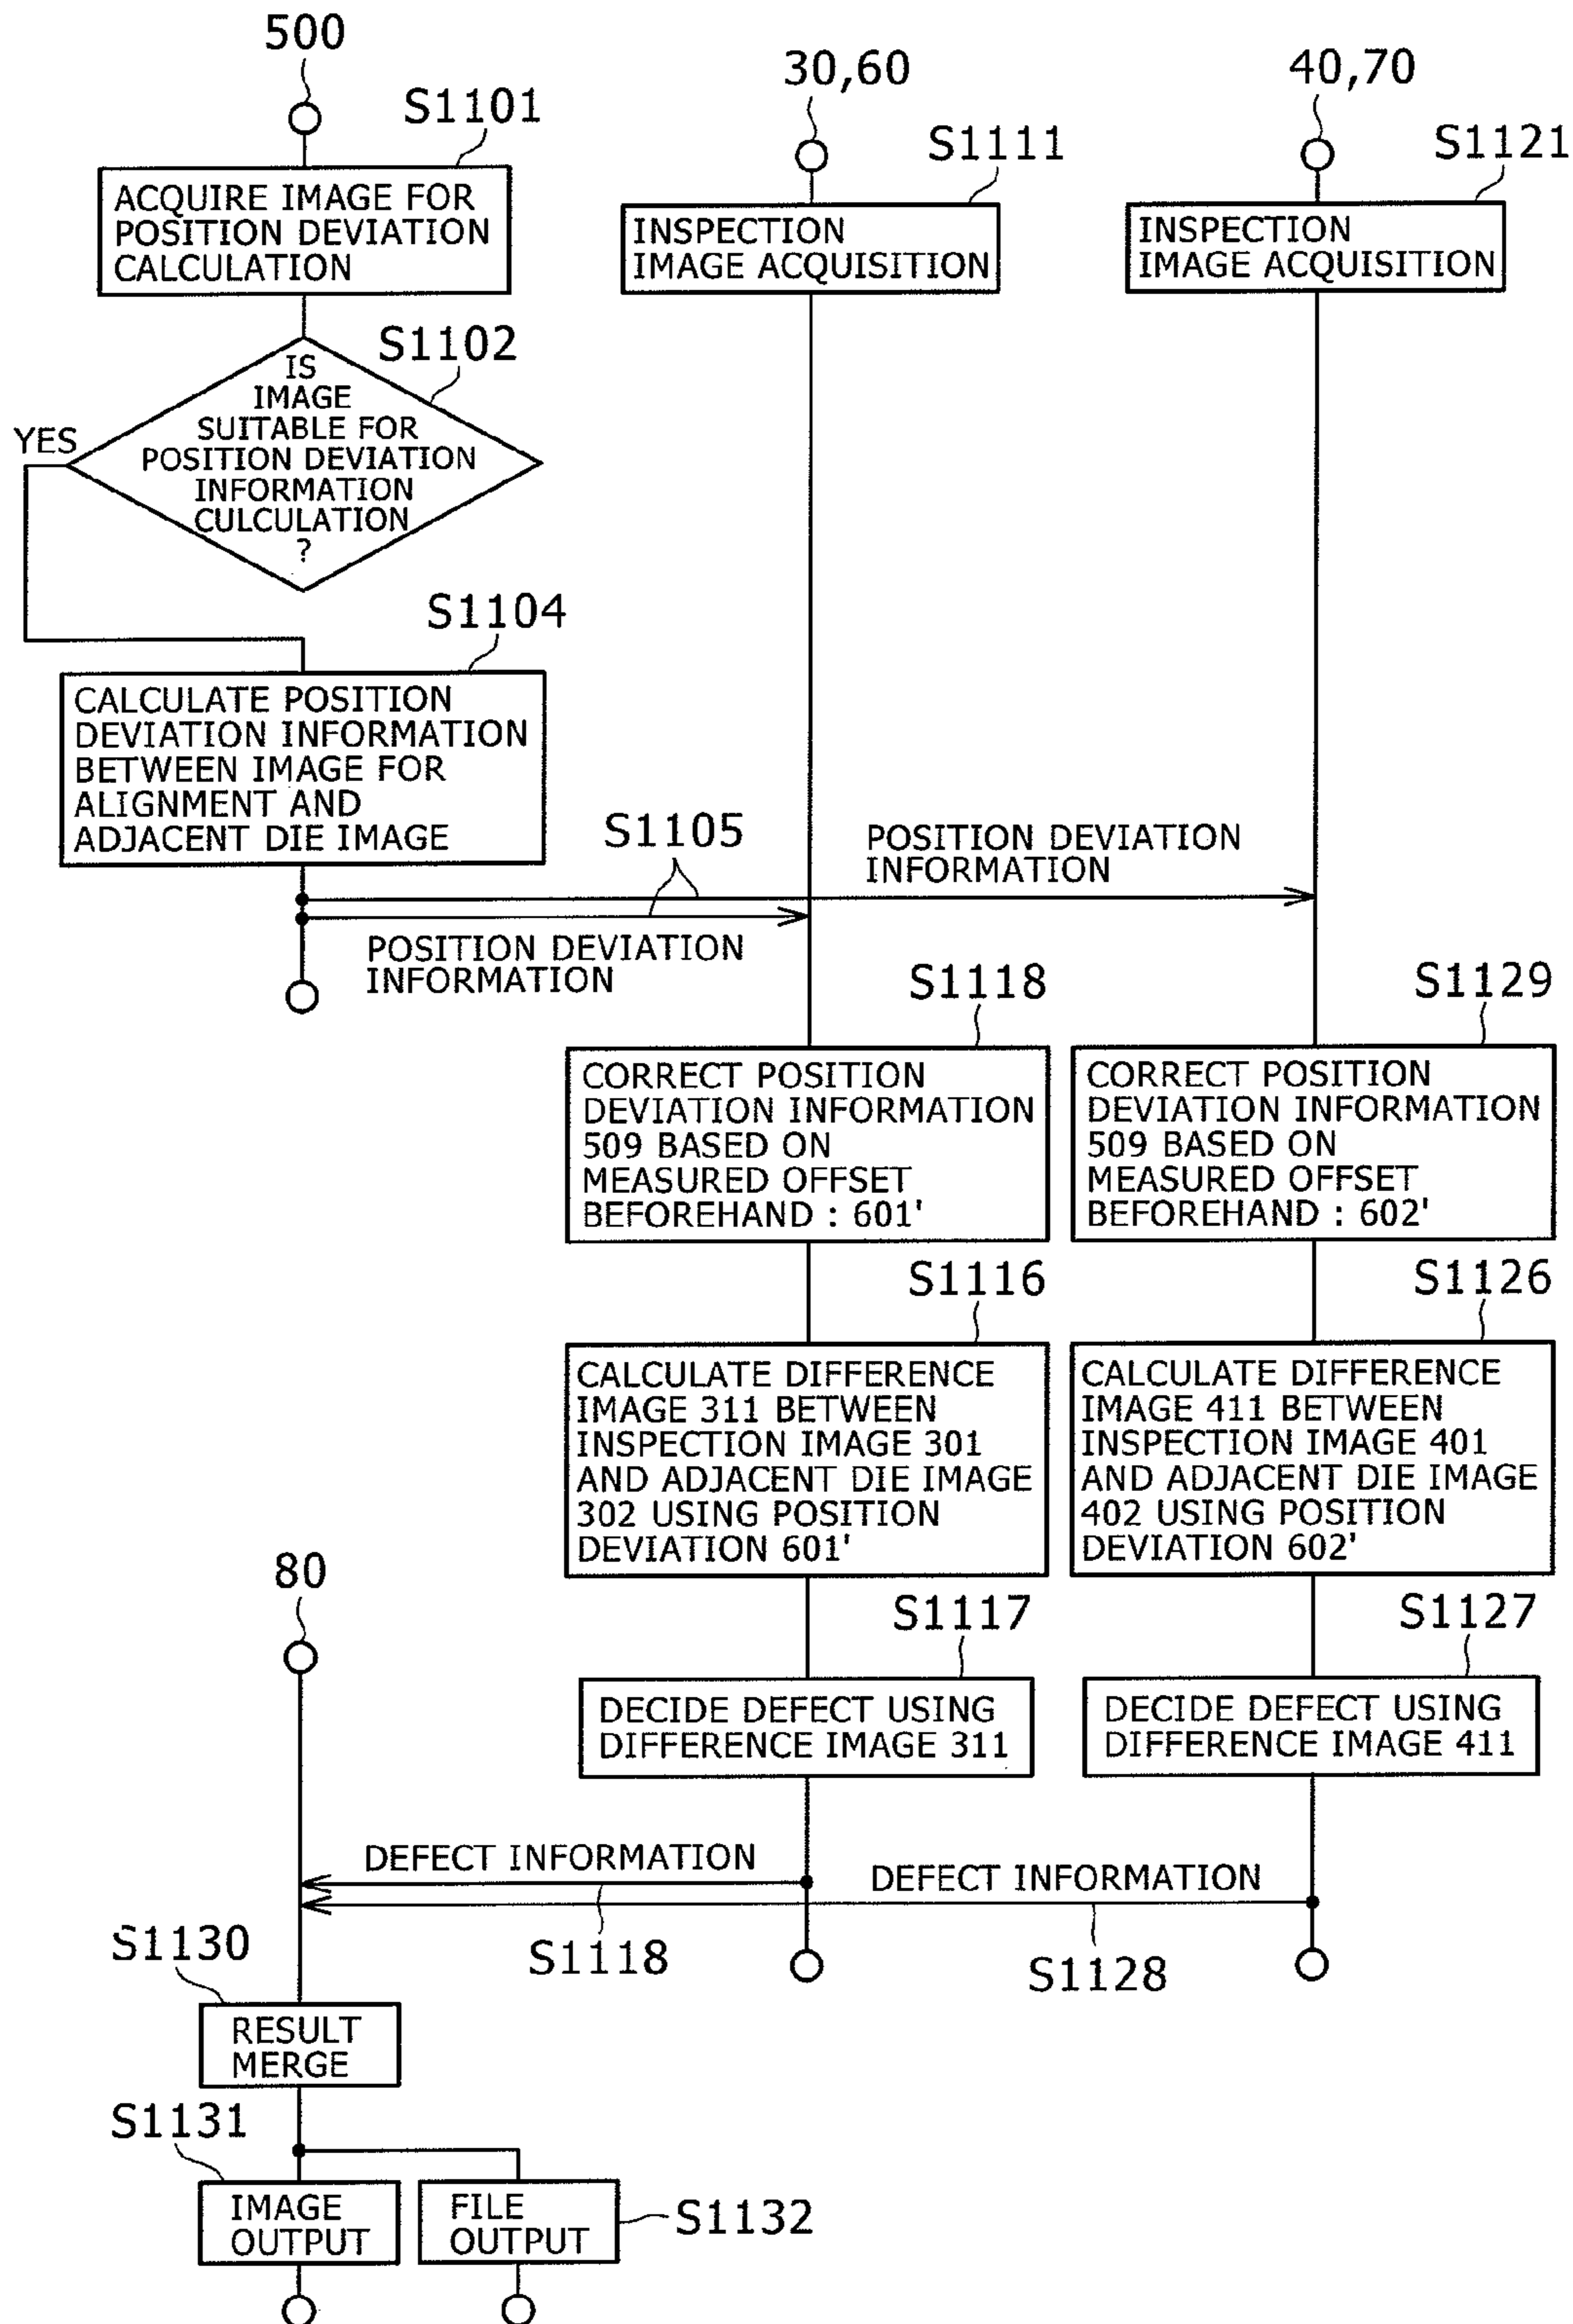 500
S1101
ACQUIRE IMAGE FOR
POSITION DEVIATION
CALCULATION
S1102
IS
IMAGE
SUITABLE FOR
POSITION DEVIATION
INFORMATION
CULCULATION
?
YES
S1104
CALCULATE POSITION
DEVIATION INFORMATION
BETWEEN IMAGE FOR
ALIGNMENT AND
ADJACENT DIE IMAGE
30,60
S1111
INSPECTION
IMAGE ACQUISITION
40,70
S1121
INSPECTION
IMAGE ACQUISITION
S1105
POSITION DEVIATION
INFORMATION
POSITION DEVIATION
INFORMATION
S1118
CORRECT POSITION
DEVIATION INFORMATION
509 BASED ON
MEASURED OFFSET
BEFOREHAND : 601'
S1129
CORRECT POSITION
DEVIATION INFORMATION
509 BASED ON
MEASURED OFFSET
BEFOREHAND : 602'
S1116
CALCULATE DIFFERENCE
IMAGE 311 BETWEEN
INSPECTION IMAGE 301
AND ADJACENT DIE IMAGE
302 USING POSITION
DEVIATION 601'
S1126
CALCULATE DIFFERENCE
IMAGE 411 BETWEEN
INSPECTION IMAGE 401
AND ADJACENT DIE IMAGE
402 USING POSITION
DEVIATION 602'
80
S1117
DECIDE DEFECT USING
DIFFERENCE IMAGE 311
S1127
DECIDE DEFECT USING
DIFFERENCE IMAGE 411
DEFECT INFORMATION
DEFECT INFORMATION
S1118
S1128
S1130
RESULT
MERGE
S1131
IMAGE
OUTPUT
FILE
OUTPUT
S1132